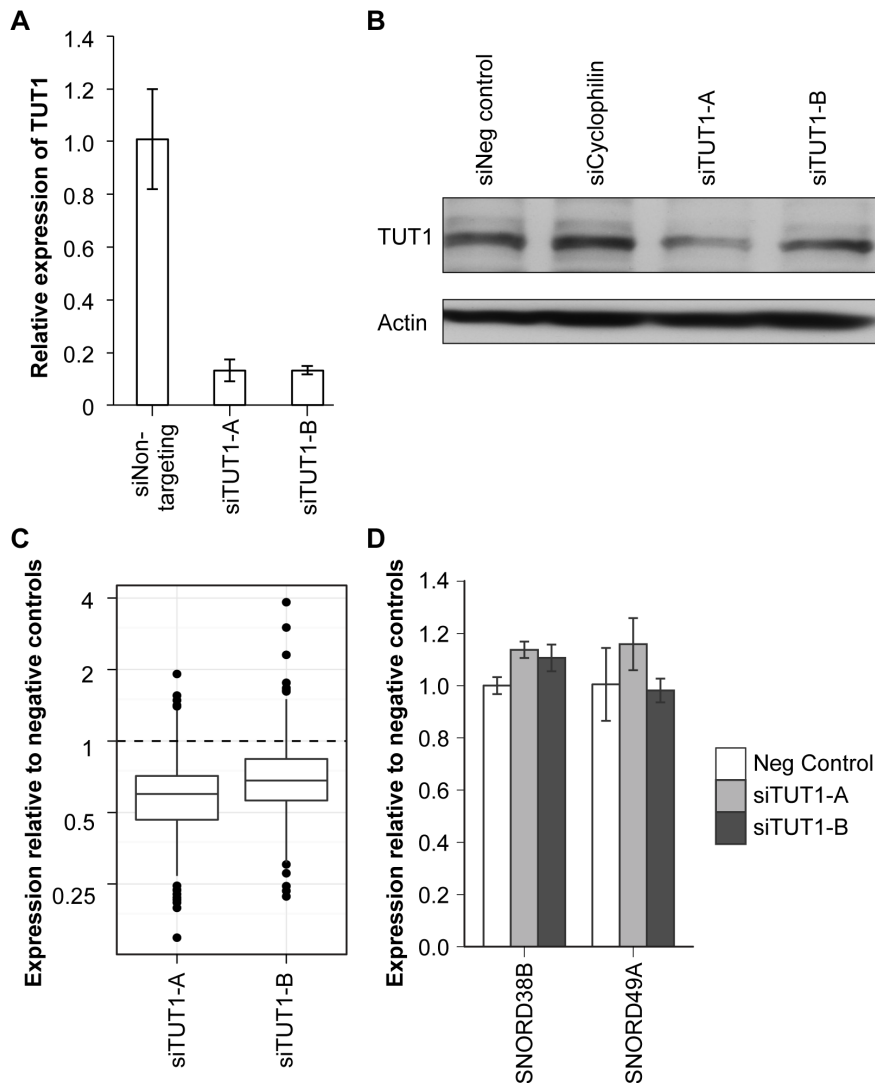 A
Relative expression of TUT1
1.4
1.2
1.0
0.8
0.6
0.4
0.2
0
siNon-
targeting
siTUT1-A
siTUT1-B
B
siNeg control
siCyclophilin
siTUT1-A
siTUT1-B
TUT1
Actin
C
Expression relative to negative controls
4
2
1
0.5
0.25
siTUT1-A
siTUT1-B
D
Expression relative to negative controls
1.4
1.2
1.0
0.8
0.6
0.4
0.2
0.0
SNORD38B
SNORD49A
Neg Control
siTUT1-A
siTUT1-B